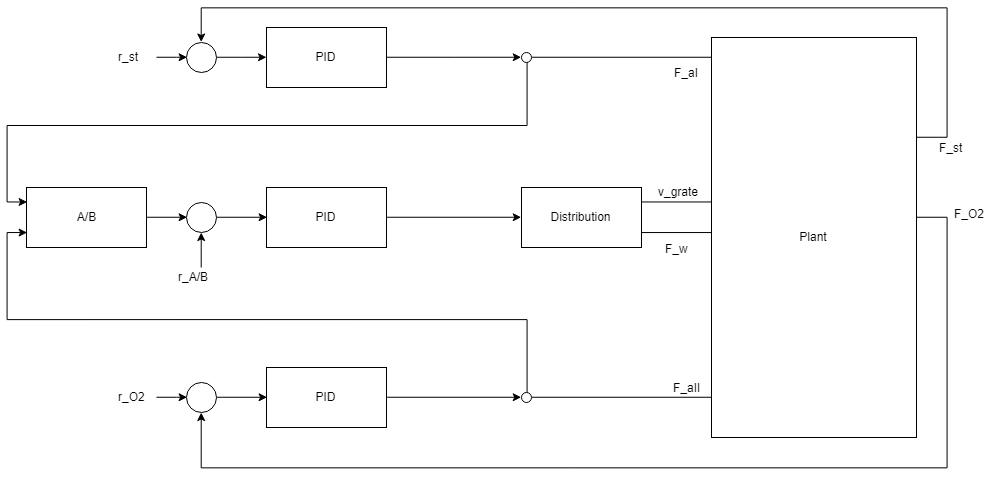 r_st
PID
F_al
F_st
A/B
PID
Distribution
v_grate
F_w
Plant
F_O2
r_A/B
r_O2
PID
F_all